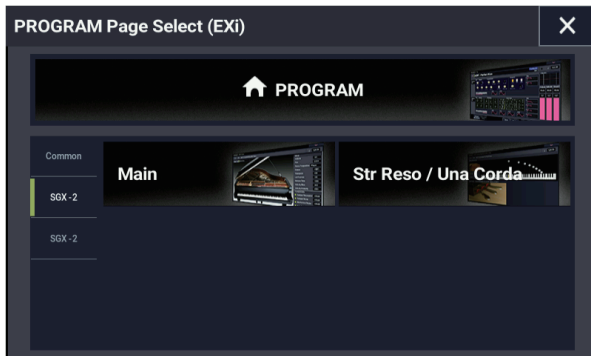 PROGRAM Page Select (EXi)
PROGRAM
Common
Main
Str Reso / Una Corda
SGX-2
SGX-2